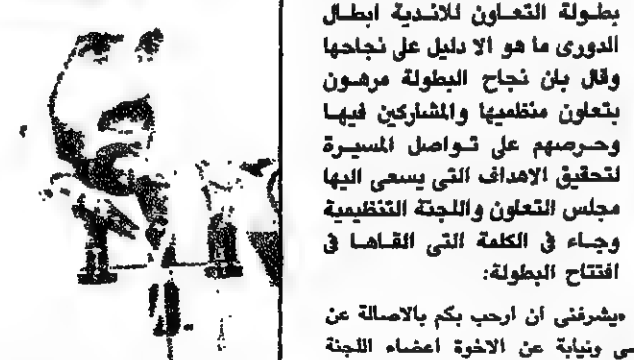 بطولة التعاون للاندية ابطال
الدورى ما هو الا دليل على نجاحها
وقال بان نجاح البطولة مرهون
بتعاون منظميها والمشاركين فيها
وحرصهم على تواصل المسيرة
لتحقيق الاهداف التى يسعى اليها
مجلس التعاون واللجنة التنظيمية
وجاء فى الكلمة التى القاها فى
افتتاح البطولة:
«يشرفنى ان ارحب بكم بالاصالة عن
ونيابة عن الاخوة اعضاء اللجنة